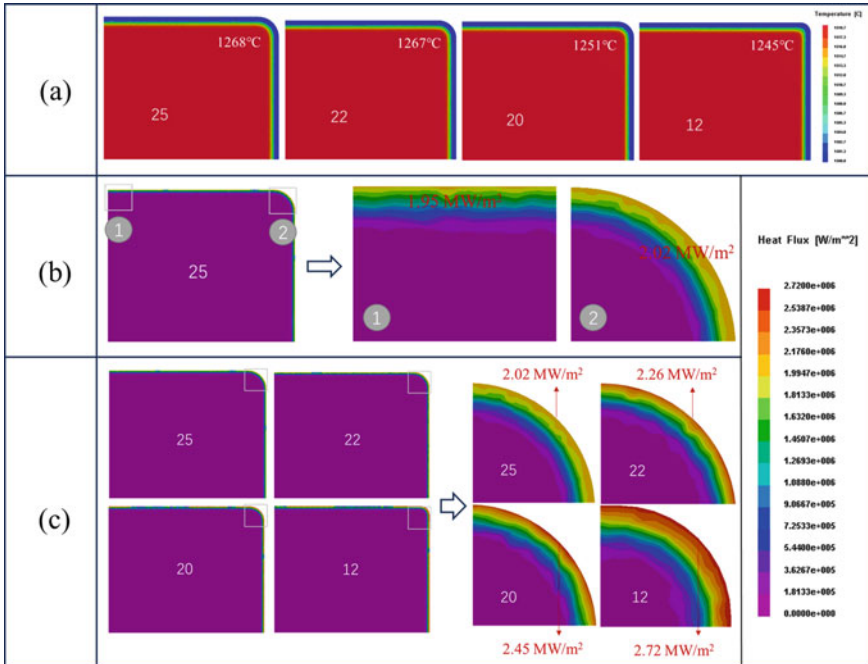 (a)
1268℃
25
1267℃
22
1251℃
20
1245℃
12
Temperature [C]
(b)
1
2
25
1.95 MW/m²
1
2.02 MW/m²
2
(c)
25
22
20
12
2.02 MW/m²
25
2.26 MW/m²
22
20
2.45 MW/m²
12
2.72 MW/m²
Heat Flux [W/m**2]
2.7200e+006
2.5387e+006
2.3573e+006
2.1760e+006
1.9947e+006
1.8133e+006
1.6320e+006
1.4507e+006
1.2693e+006
1.0880e+006
9.0667e+005
7.2533e+005
5.4400e+005
3.6267e+005
1.8133e+005
0.0000e+000